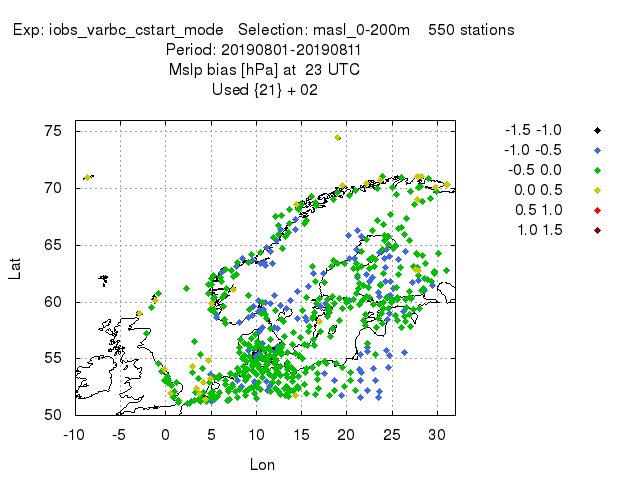 Exp: iobs_varbc_cstart_mode   Selection: masl_0-200m    550 stations
Period: 20190801-20190811
Mslp bias [hPa] at  23 UTC
Used {21} + 02
-1.5 -1.0
-1.0 -0.5
-0.5 0.0
0.0 0.5
0.5 1.0
1.0 1.5
75
70
65
60
55
50
Lat
-10 -5 0 5 10 15 20 25 30
Lon